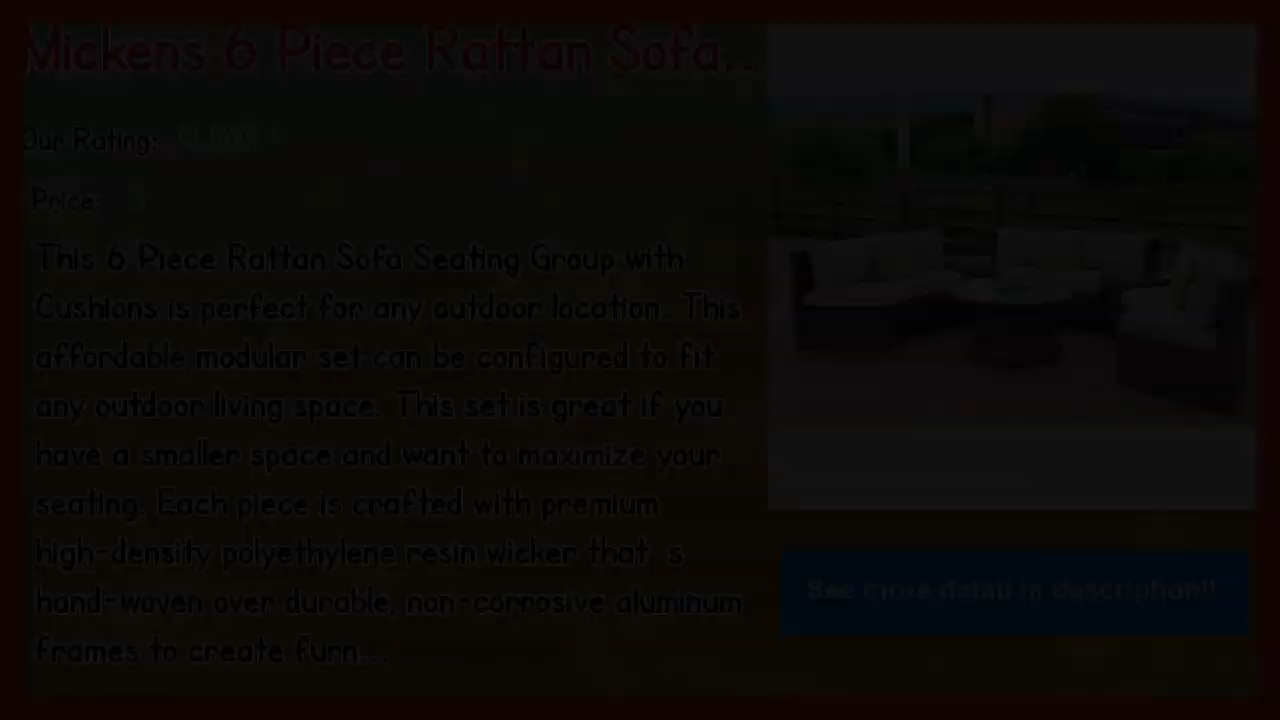 Mickens 6 Piece Rattan Sofa..
Our Rating:
Price:
This 6 Piece Rattan Sofa Seating Group with
Cushions is perfect for any outdoor location. This
affordable modular set can be configured to fit
any outdoor living space. This set is great if you
have a smaller space and want to maximize your
seating. Each piece is crafted with premium
high-density polyethylene resin wicker that s
hand-woven over durable, non-corrosive aluminum
frames to create furn...
See more detail in description!!